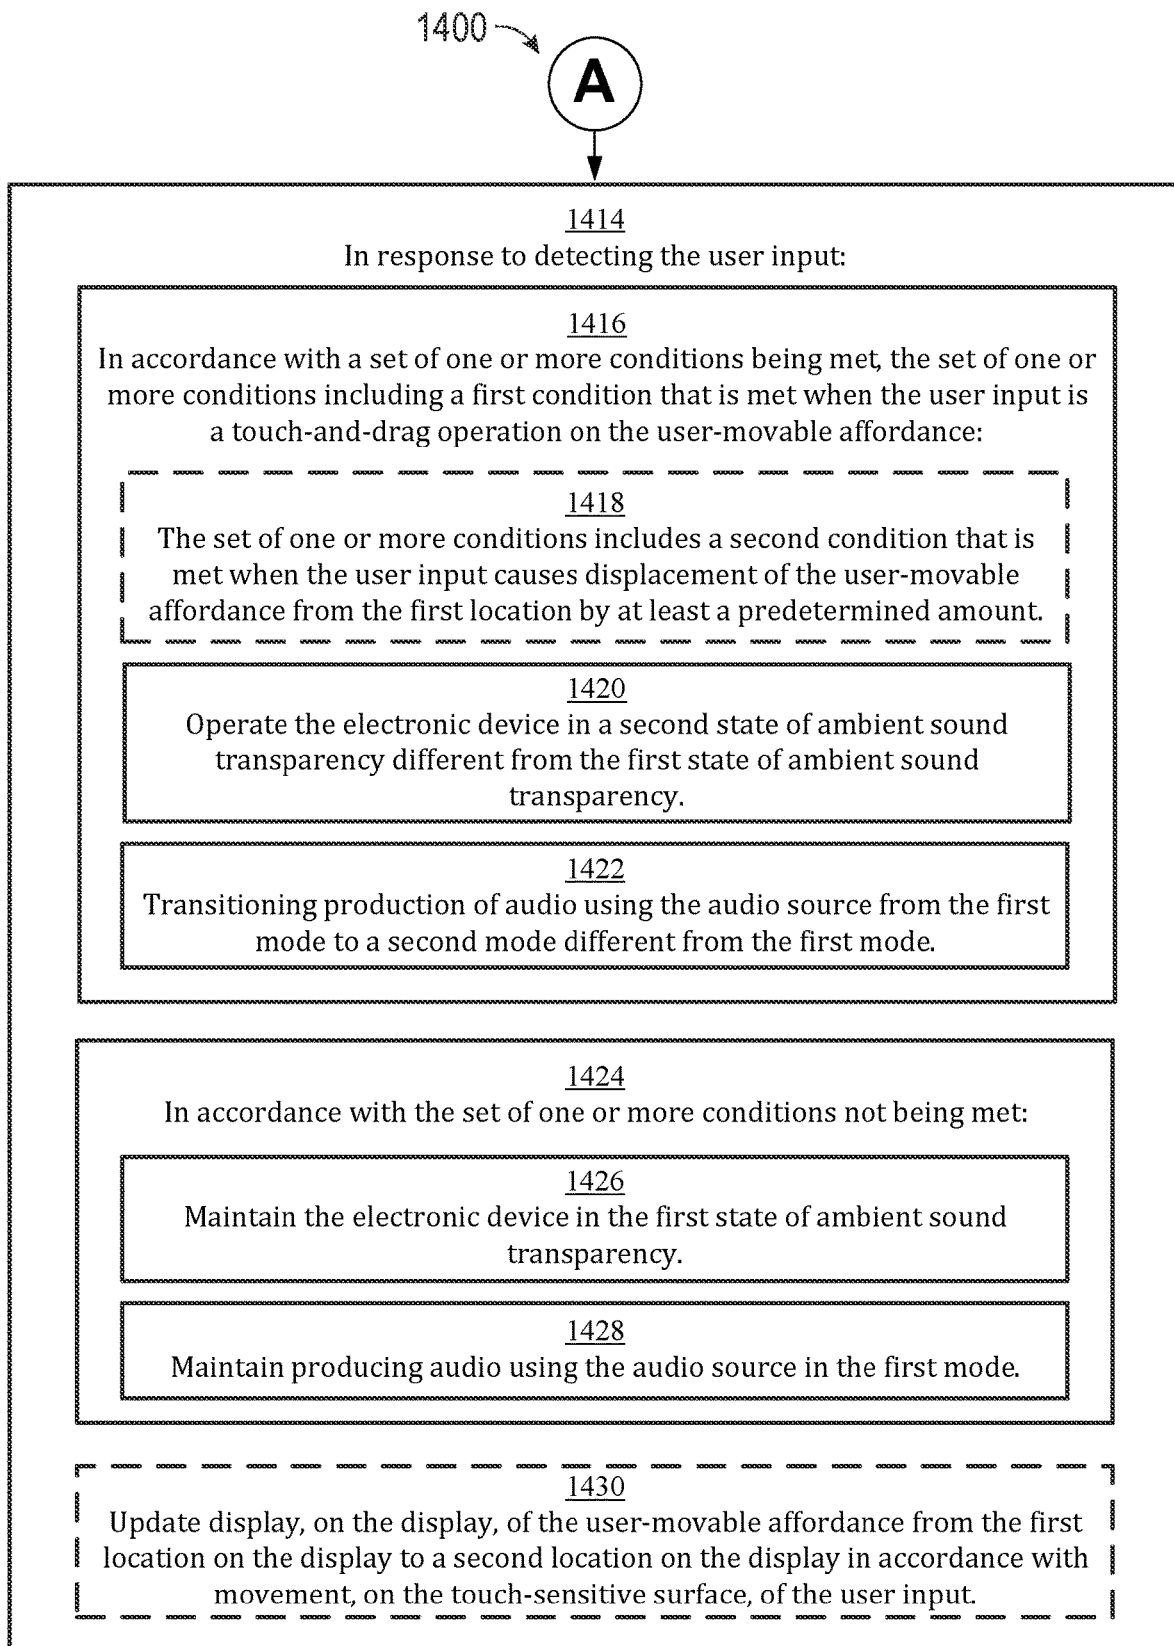 1400
A
1414
In response to detecting the user input:
1416
In accordance with a set of one or more conditions being met, the set of one or
more conditions including a first condition that is met when the user input is
a touch-and-drag operation on the user-movable affordance:
1418
The set of one or more conditions includes a second condition that is
met when the user input causes displacement of the user-movable
affordance from the first location by at least a predetermined amount.
1420
Operate the electronic device in a second state of ambient sound
transparency different from the first state of ambient sound
transparency.
1422
Transitioning production of audio using the audio source from the first
mode to a second mode different from the first mode.
1424
In accordance with the set of one or more conditions not being met:
1426
Maintain the electronic device in the first state of ambient sound
transparency.
1428
Maintain producing audio using the audio source in the first mode.
1430
Update display, on the display, of the user-movable affordance from the first
location on the display to a second location on the display in accordance with
movement, on the touch-sensitive surface, of the user input.